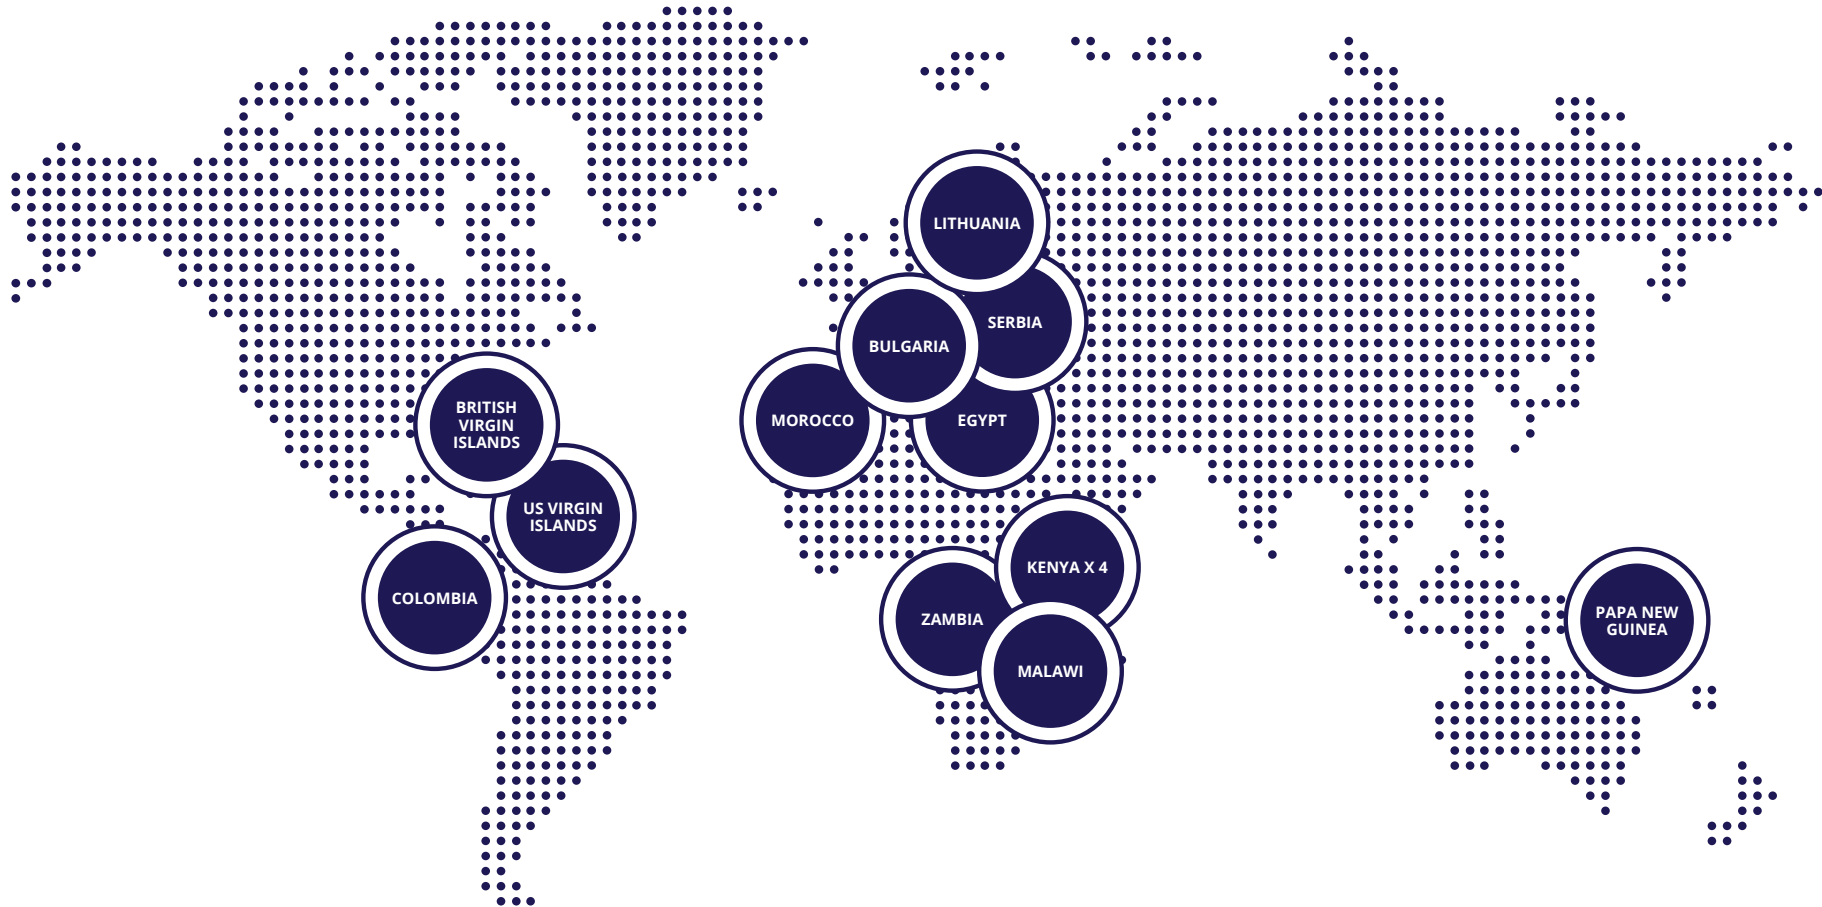 LITHUANIA
SERBIA
BULGARIA
MOROCCO
EGYPT
BRITISH
VIRGIN
ISLANDS
US VIRGIN
ISLANDS
COLOMBIA
KENYA X 4
ZAMBIA
MALAWI
PAPA NEW
GUINEA